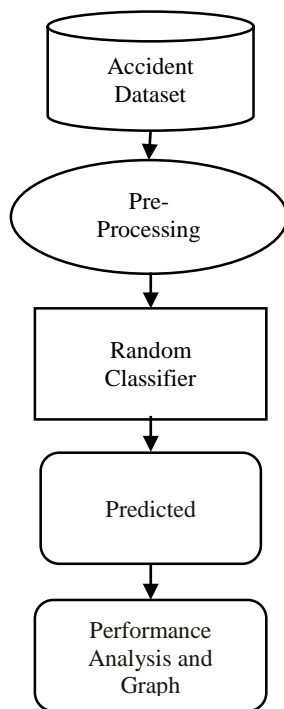 Accident
Dataset
Pre-
Processing
Random
Classifier
Predicted
Performance
Analysis and
Graph